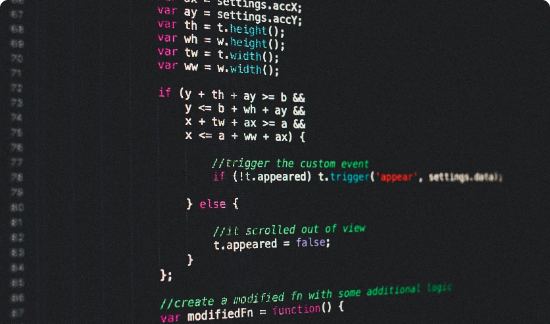 var ax = settings.accX;
68 var ay = settings.accY;
69 var th = t.height();
70 var wh = w.height();
71 var tw = t.width();
72 var ww = w.width();
73
74 if (y + th + ay >= b &&
75 y <= b + wh + ay &&
x + tw + ax >= a &&
x <= a + ww + ax) {
77
78 //trigger the custom event
79 if (!t.appeared) t.trigger('appear', settings.data);
80
} else {
81
82 //it scrolled out of view
83 t.appeared = false;
84 }
85 };
86 //create a modified fn with some additional logic
87 var modifiedFn = function() {